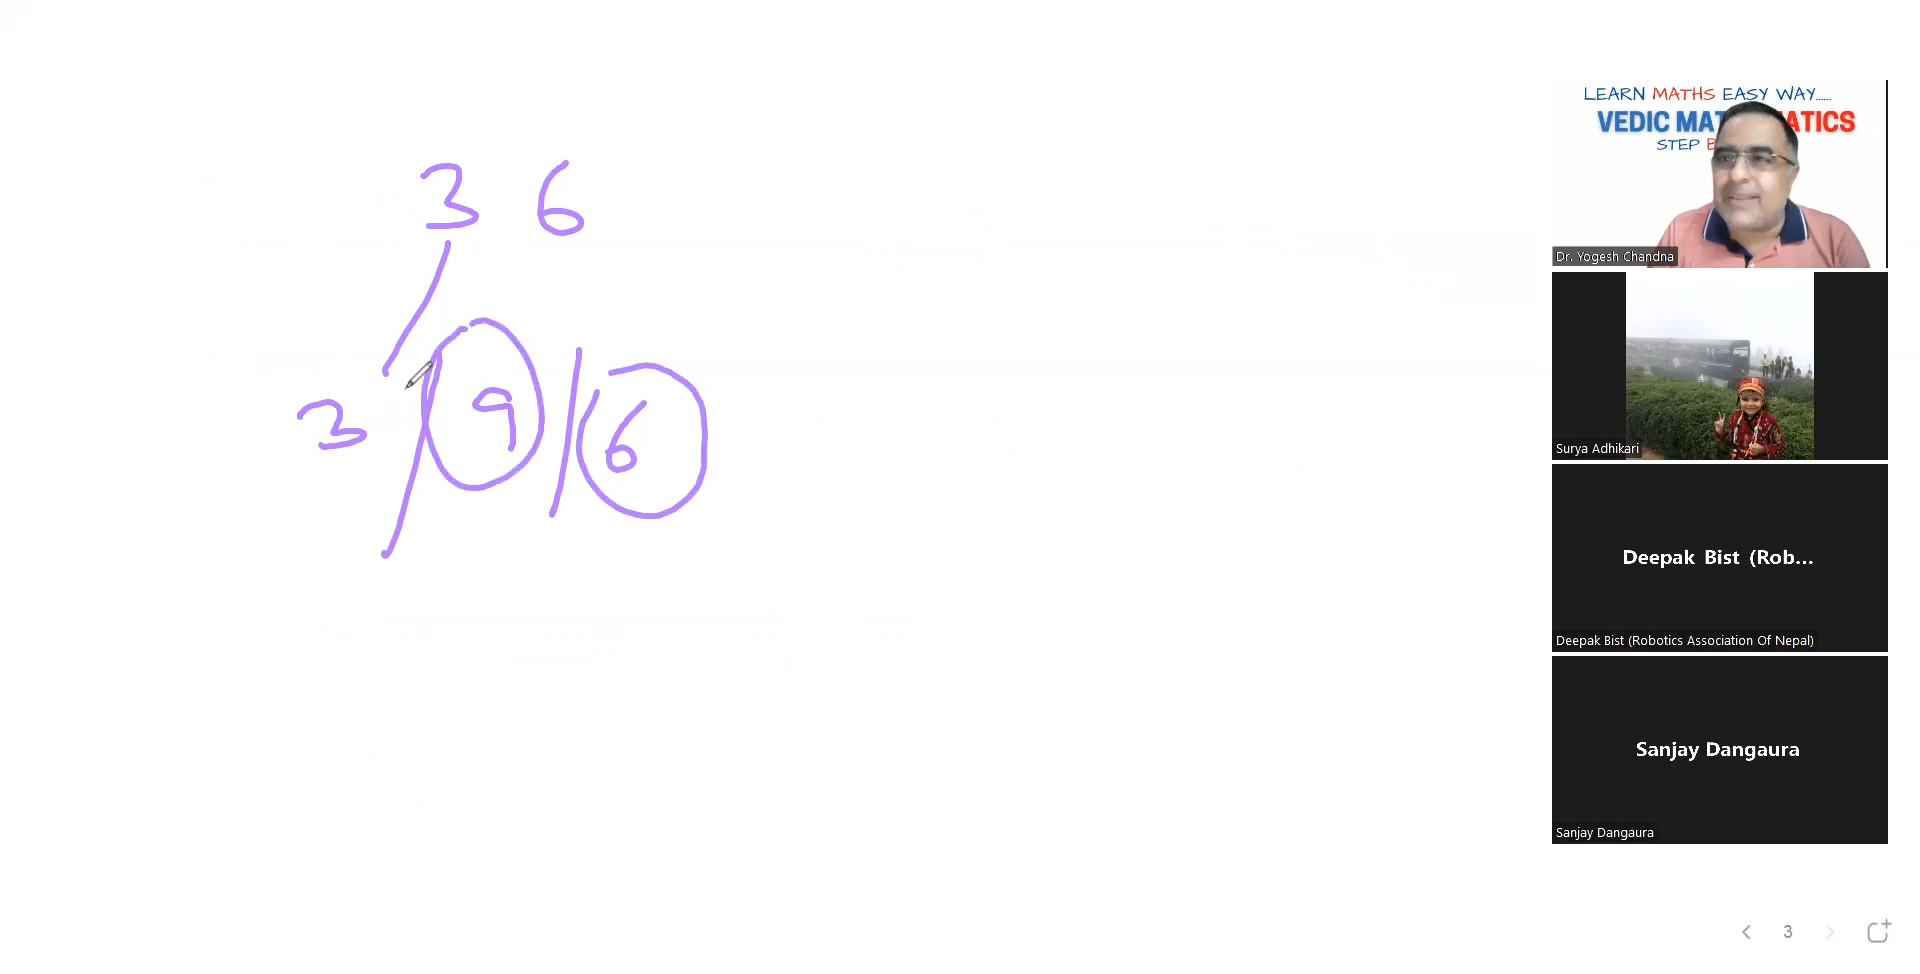 3 6
3 / 9 / 6
LEARN MATHS EASY WAY......
VEDIC MAT ATICS
STEP B
Dr. Yogesh Chandna
Surya Adhikari
Deepak Bist (Rob...
Deepak Bist (Robotics Association Of Nepal)
Sanjay Dangaura
Sanjay Dangaura
3